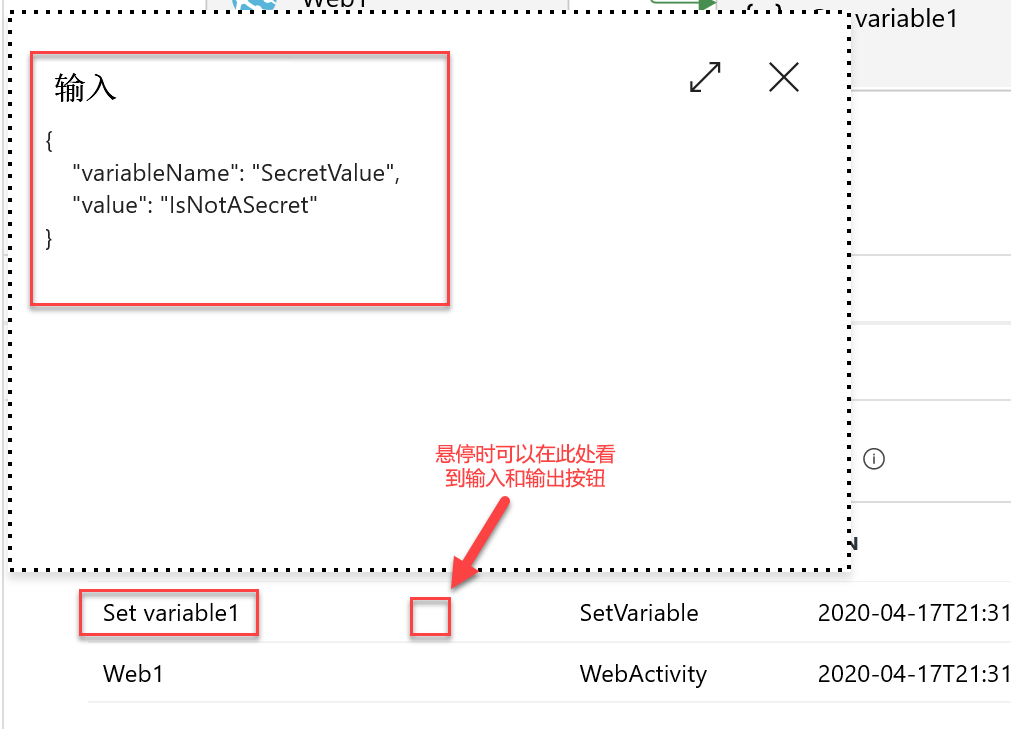 Web1
variable1
输入
{
"variableName": "SecretValue",
"value": "IsNotASecret"
}
悬停时可以在此处看
到输入和输出按钮
Set variable1
SetVariable
2020-04-17T21:31
Web1
WebActivity
2020-04-17T21:31